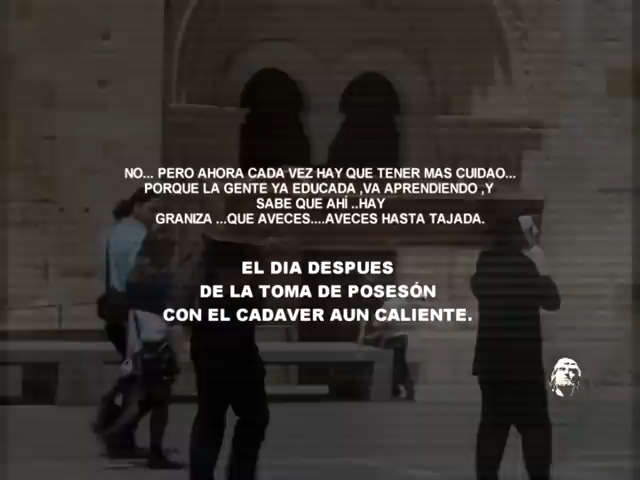 NO... PERO AHORA CADA VEZ HAY QUE TENER MAS CUIDAO...
PORQUE LA GENTE YA EDUCADA ,VA APRENDIENDO ,Y
SABE QUE AHÍ ..HAY
GRANIZA ...QUE AVECES....AVECES HASTA TAJADA.
EL DIA DESPUES
DE LA TOMA DE POSESÓN
CON EL CADAVER AUN CALIENTE.